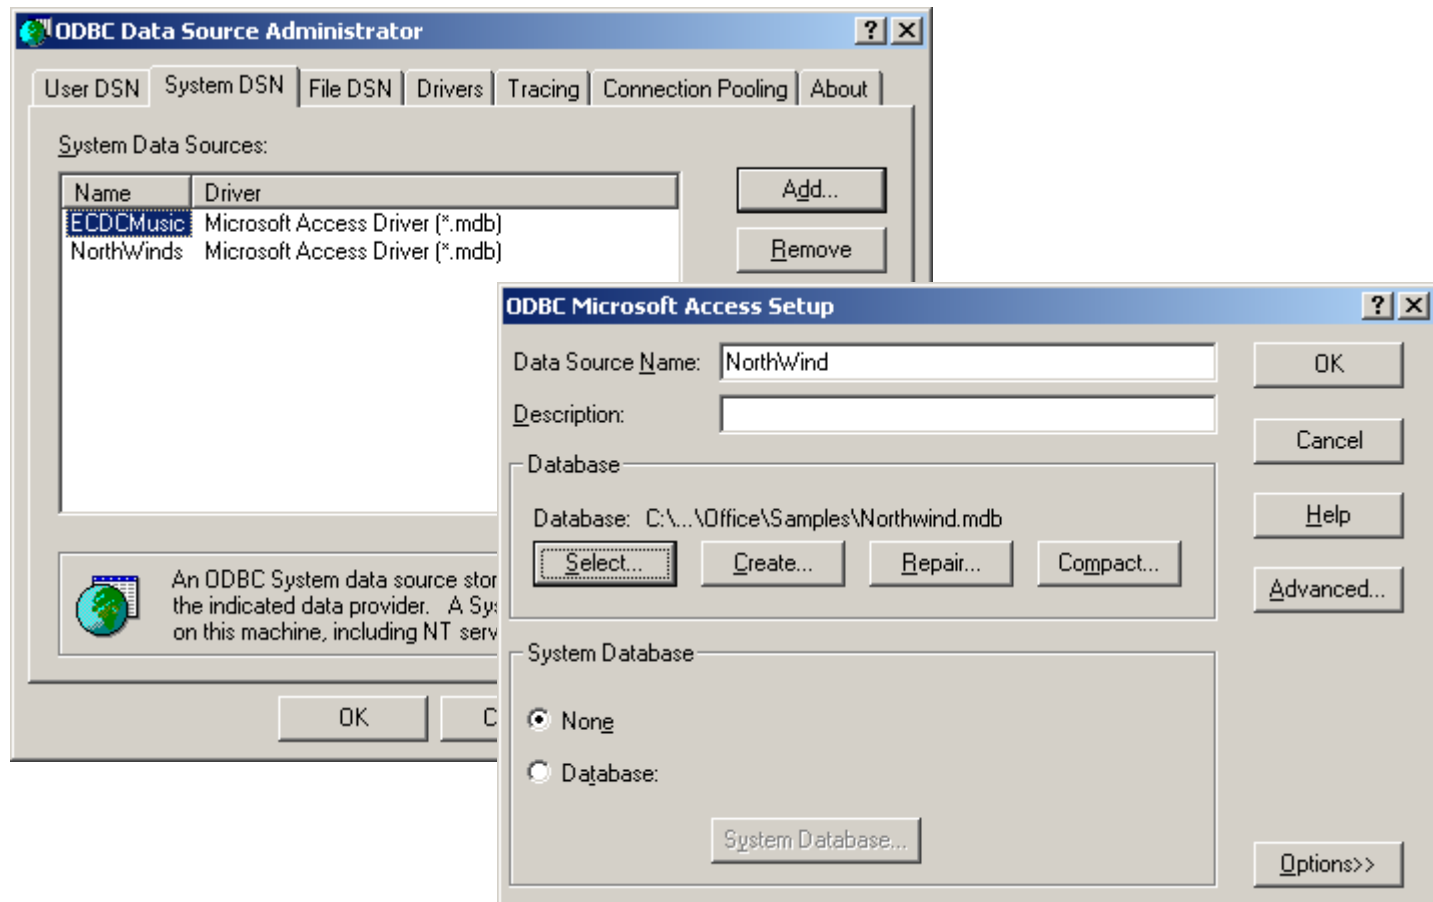 ODBC Data Source Administrator
User DSN System DSN File DSN Drivers Tracing Connection Pooling About
System Data Sources:
Name Driver
ECDCMusic Microsoft Access Driver (*.mdb)
NorthWinds Microsoft Access Driver (*.mdb)
Add...
Remove
An ODBC System data source stor
the indicated data provider. A Sys
on this machine, including NT serv
OK C
ODBC Microsoft Access Setup
Data Source Name: NorthWind
Description:
Database
Database: C:\...\Office\Samples\Northwind.mdb
Select... Create... Repair... Compact...
System Database
None
Database:
System Database...
OK
Cancel
Help
Advanced...
Options>>